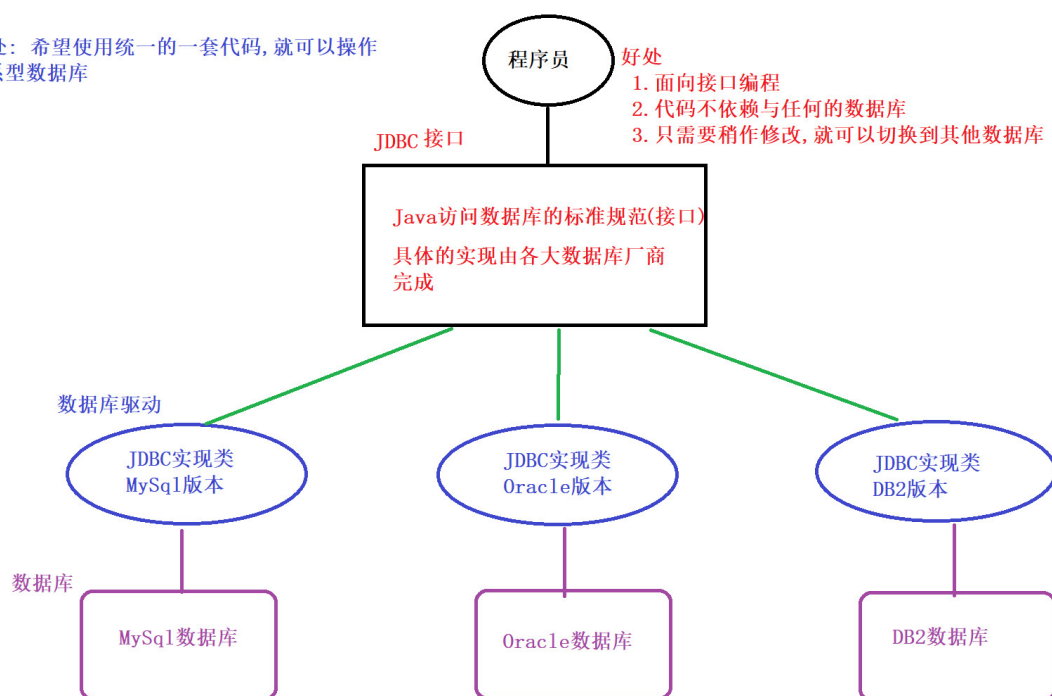 处: 希望使用统一的一套代码,就可以操作
型数据库
程序员
好处
1.面向接口编程
2.代码不依赖与任何的数据库
3.只需要稍作修改,就可以切换到其他数据库
JDBC接口
Java访问数据库的标准规范(接口)
具体的实现由各大数据库厂商
完成
数据库驱动
JDBC实现类
MySql版本
JDBC实现类
Oracle版本
JDBC实现类
DB2版本
数据库
MySql数据库
Oracle数据库
DB2数据库